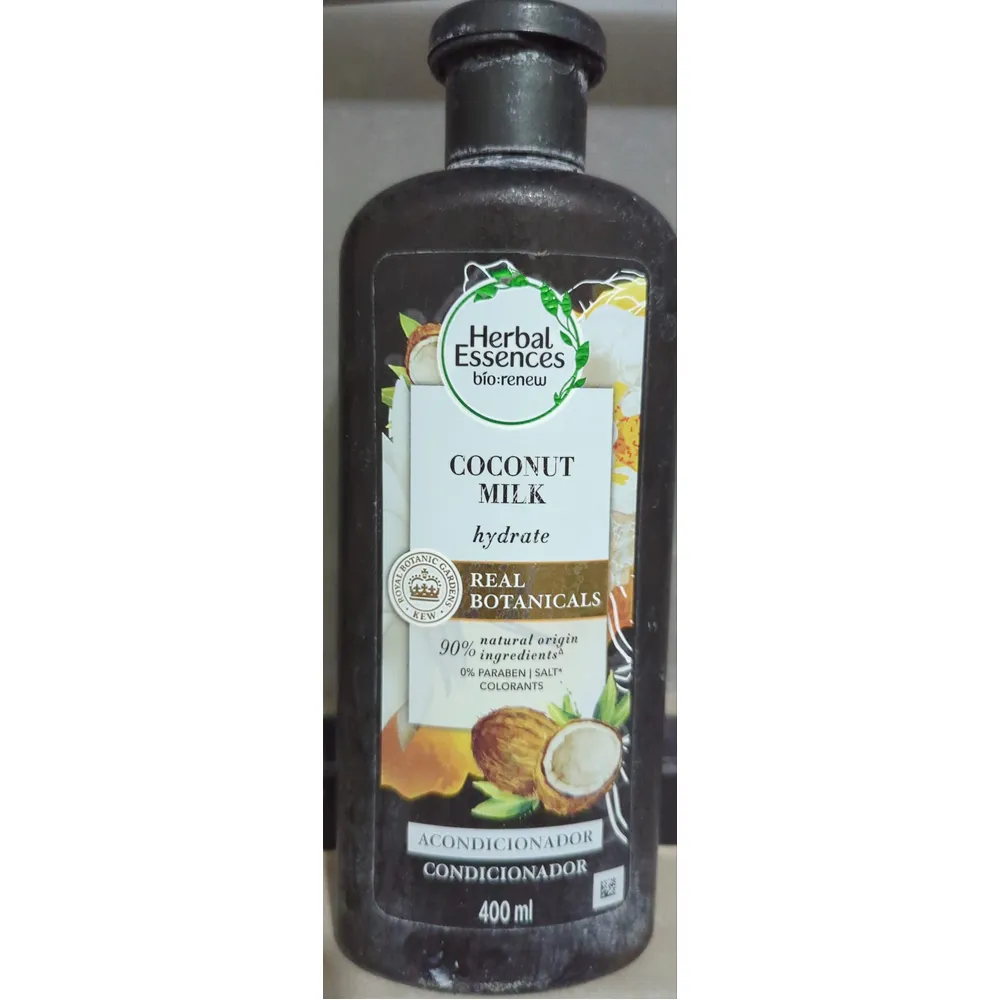 Herbal
Essences
bío:renew
COCONUT
MILK
hydrate
ROYAL BOTANIC GARDENS
• KEW •
REAL
BOTANICALS
90% natural origin
ingredients∆
0% PARABEN | SALT*
COLORANTS
ACONDICIONADOR
CONDICIONADOR
400 ml